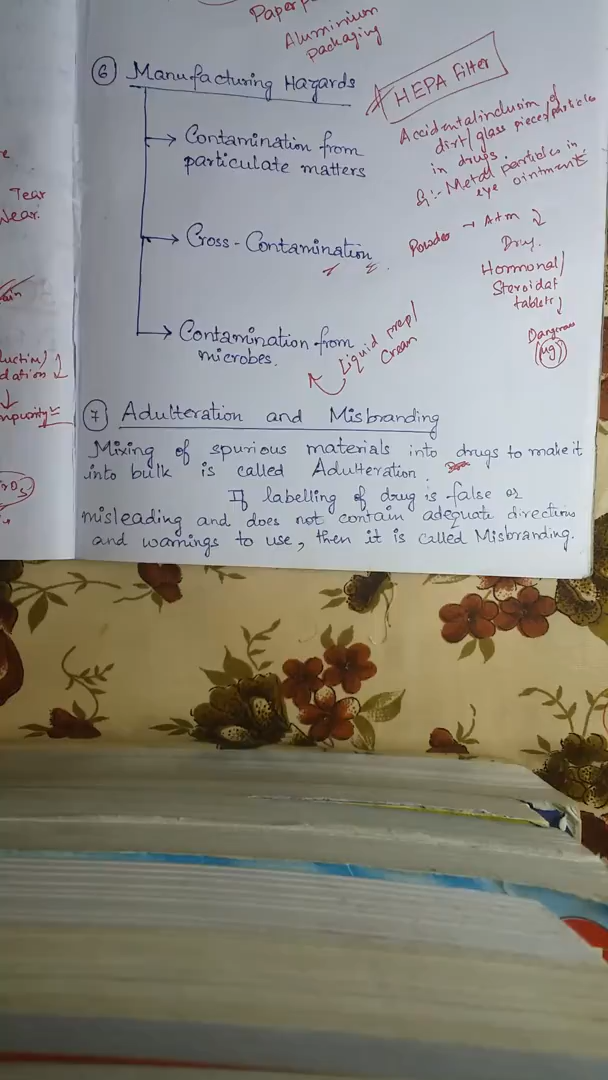 Paper
Aluminium
Packaging
6 Manufacturing Hazards
HEPA Filter
→ Contamination from
particulate matters
Accidental inclusion of
dirt/glass pieces/particles
in drugs.
Eg:- Metal particles in
eye ointments
→ Cross-Contamination
Powder → Atm ↓
Drug.
Hormonal/
Steroidal
tablets ↓
Dangerous
(μg)
→ Contamination from
microbes.
Liquid prep/
Cream
7 Adulteration and Misbranding
Mixing of spurious materials into drugs to make it
into bulk is called Adulteration.
If labelling of drug is false or
misleading and does not contain adequate directions
and warnings to use, then it is called Misbranding.
Tear
Wear.